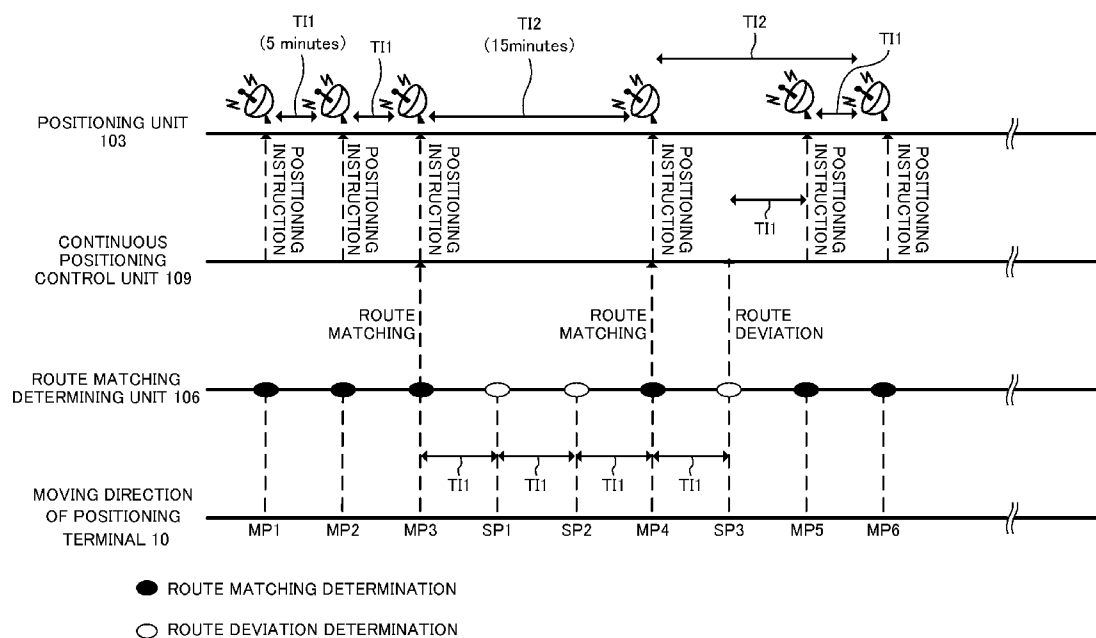 TI1
(5 minutes)
TI1
TI2
(15minutes)
TI2
TI1
POSITIONING UNIT
103
POSITIONING
INSTRUCTION
POSITIONING
INSTRUCTION
POSITIONING
INSTRUCTION
POSITIONING
INSTRUCTION
POSITIONING
INSTRUCTION
POSITIONING
INSTRUCTION
TI1
CONTINUOUS
POSITIONING
CONTROL UNIT 109
ROUTE
MATCHING
ROUTE
MATCHING
ROUTE
DEVIATION
ROUTE MATCHING
DETERMINING UNIT 106
TI1
TI1
TI1
TI1
MOVING DIRECTION
OF POSITIONING
TERMINAL 10
MP1
MP2
MP3
SP1
SP2
MP4
SP3
MP5
MP6
ROUTE MATCHING DETERMINATION
ROUTE DEVIATION DETERMINATION